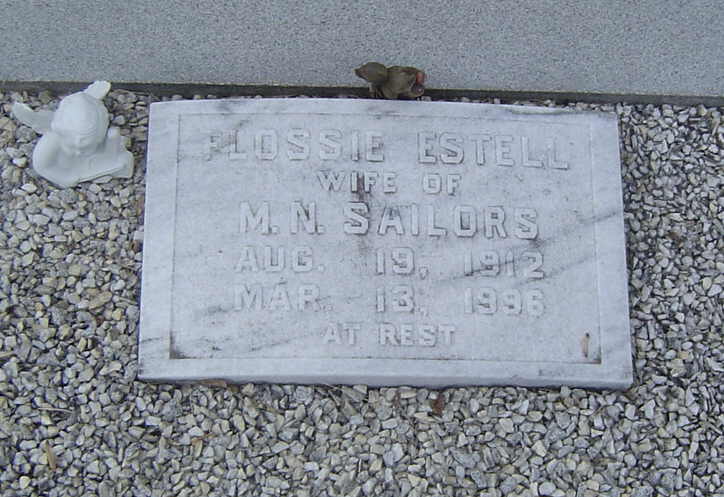 FLOSSIE ESTELL
WIFE OF
M. N. SAILORS
AUG. 19, 1912
MAR. 13, 1996
AT REST